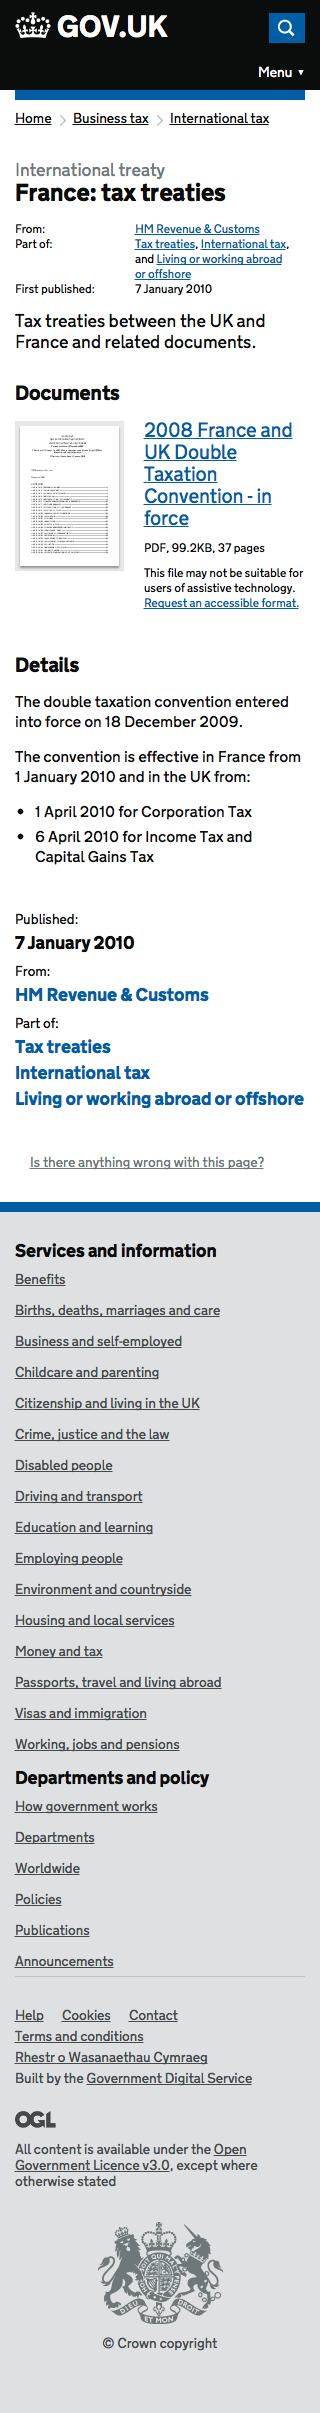 GOV.UK
Menu ▼
Home > Business tax > International tax
International treaty
France: tax treaties
From: HM Revenue & Customs
Part of: Tax treaties, International tax,
and Living or working abroad
or offshore
First published: 7 January 2010
Tax treaties between the UK and
France and related documents.
Documents
2008 France and
UK Double
Taxation
Convention - in
force
PDF, 99.2KB, 37 pages
This file may not be suitable for
users of assistive technology.
Request an accessible format.
Details
The double taxation convention entered
into force on 18 December 2009.
The convention is effective in France from
1 January 2010 and in the UK from:
• 1 April 2010 for Corporation Tax
• 6 April 2010 for Income Tax and
Capital Gains Tax
Published:
7 January 2010
From:
HM Revenue & Customs
Part of:
Tax treaties
International tax
Living or working abroad or offshore
Is there anything wrong with this page?
Services and information
Benefits
Births, deaths, marriages and care
Business and self-employed
Childcare and parenting
Citizenship and living in the UK
Crime, justice and the law
Disabled people
Driving and transport
Education and learning
Employing people
Environment and countryside
Housing and local services
Money and tax
Passports, travel and living abroad
Visas and immigration
Working, jobs and pensions
Departments and policy
How government works
Departments
Worldwide
Policies
Publications
Announcements
Help Cookies Contact
Terms and conditions
Rhestr o Wasanaethau Cymraeg
Built by the Government Digital Service
OGL
All content is available under the Open
Government Licence v3.0, except where
otherwise stated
DIEU ET MON DROIT
© Crown copyright